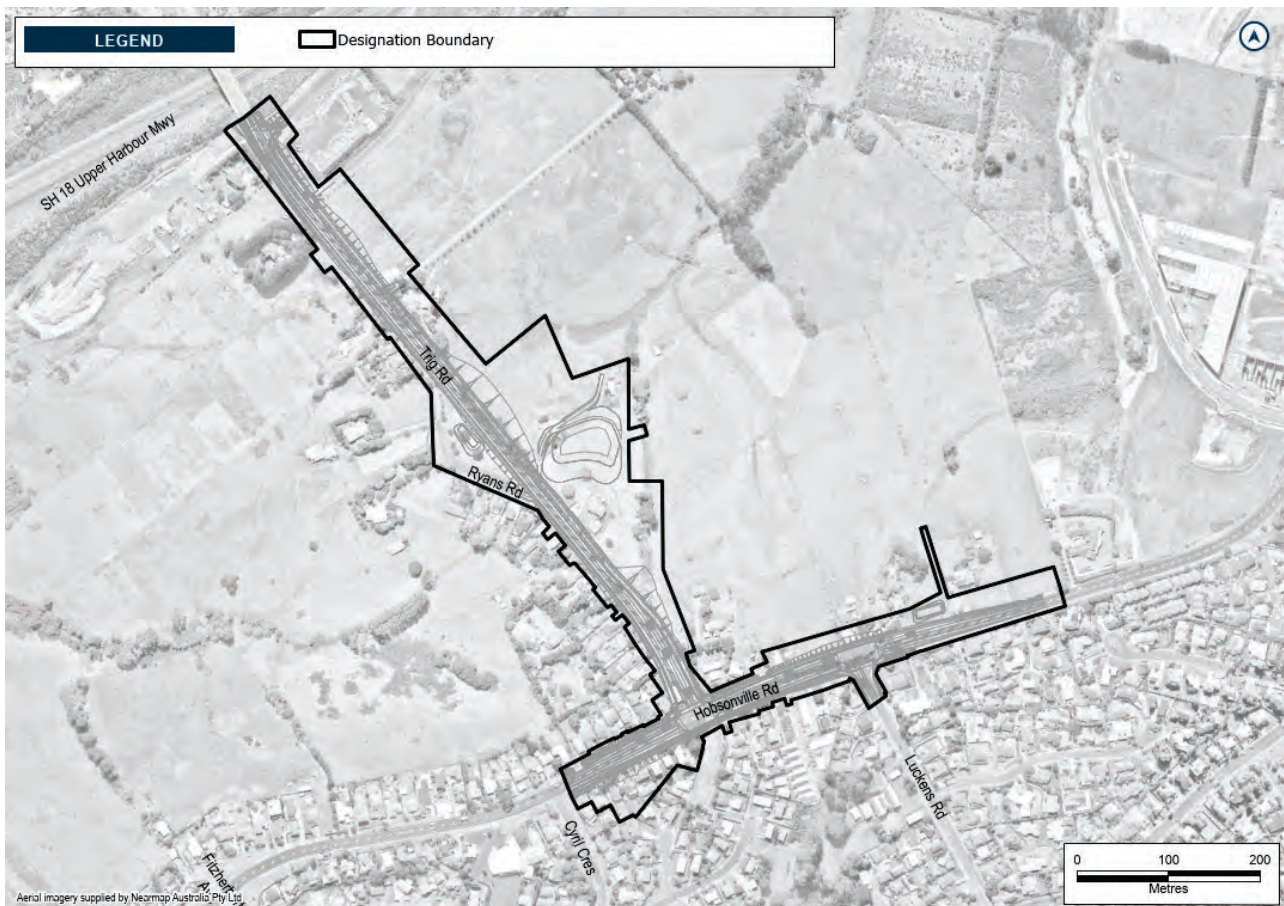 LEGEND
Designation Boundary
SH 18 Upper Harbour Mwy
Trig Rd
Ryans Rd
Hobsonville Rd
Luckens Rd
Cyril Cres
0 100 200
Metres
Aerial imagery supplied by Nearmap Australia Pty Ltd